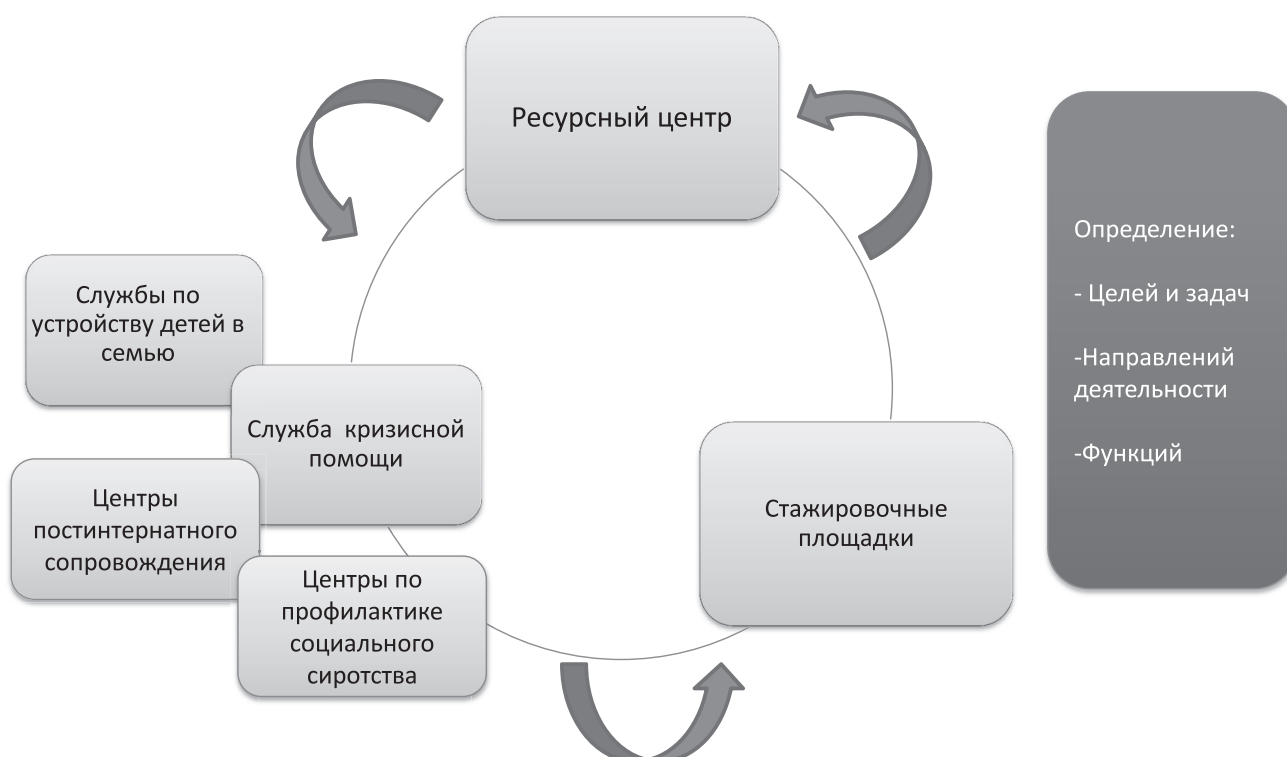 Ресурсный центр
Службы по
устройству детей в
семью
Служба кризисной
помощи
Центры
постинтернатного
сопровождения
Центры по
профилактике
социального
сиротства
Стажировочные
площадки
Определение:
- Целей и задач
-Направлений
деятельности
-Функций